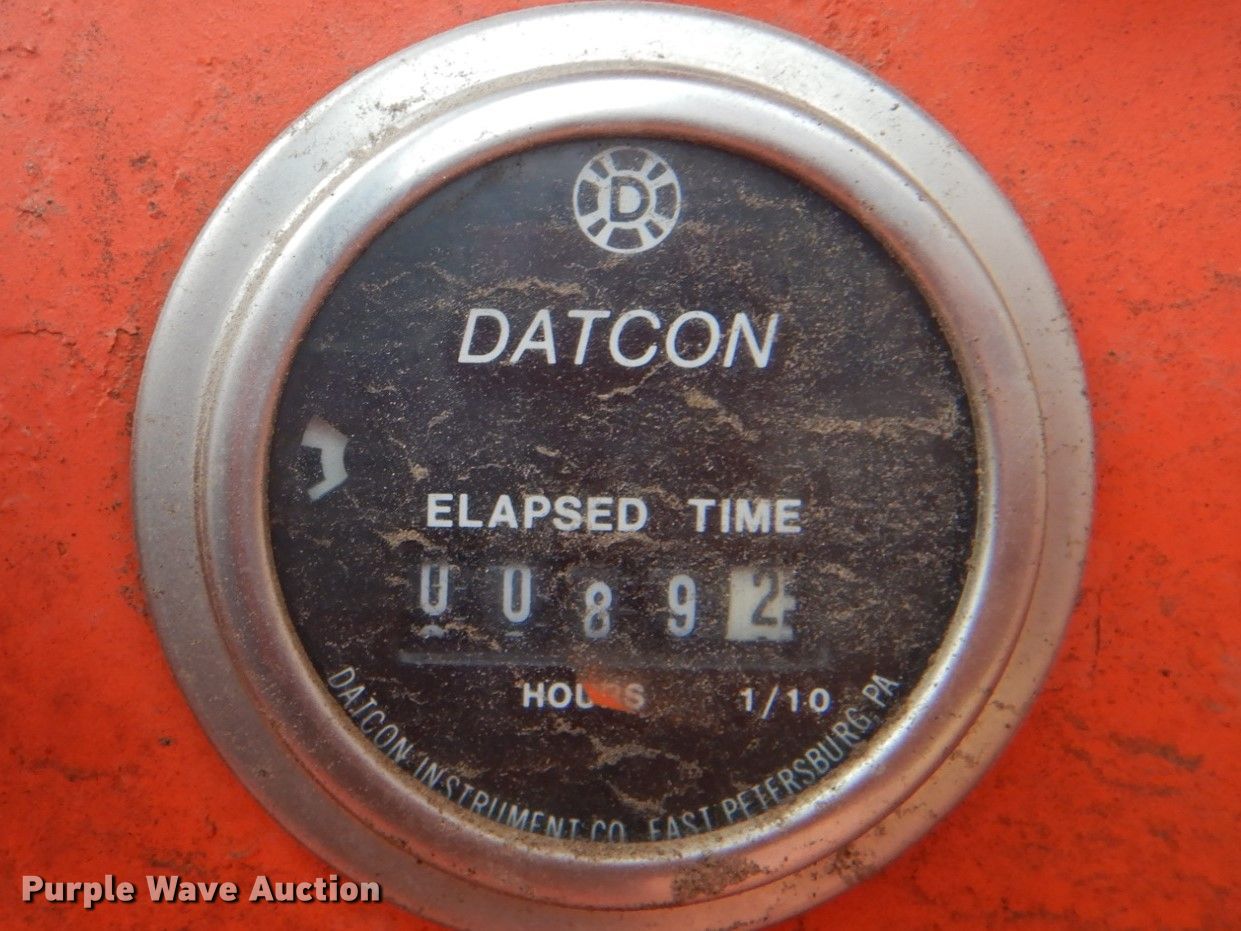 D
DATCON
ELAPSED TIME
0 0 8 9 2
HOURS 1/10
DATCON INSTRUMENT CO. EAST PETERSBURG, PA
Purple Wave Auction